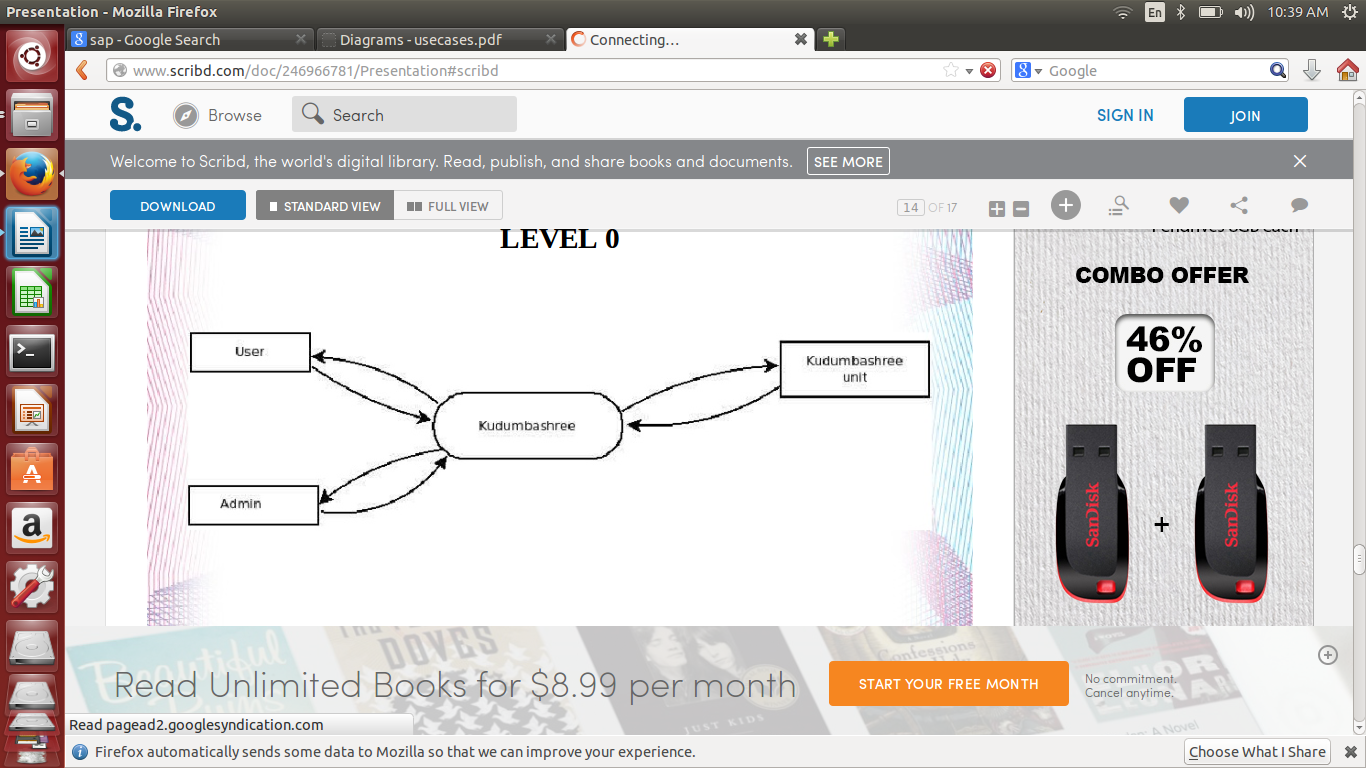 Presentation - Mozilla Firefox
En
10:39 AM
sap - Google Search
Diagrams - usecases.pdf
Connecting...
www.scribd.com/doc/246966781/Presentation#scribd
Google
S.
Browse
Search
SIGN IN
JOIN
Welcome to Scribd, the world's digital library. Read, publish, and share books and documents.
SEE MORE
DOWNLOAD
STANDARD VIEW
FULL VIEW
14 OF 17
LEVEL 0
User
Kudumbashree
unit
Kudumbashree
Admin
COMBO OFFER
46%
OFF
SanDisk
+
SanDisk
Beautiful
DOVES
JUST KIDS
Confessions
Read Unlimited Books for $8.99 per month
START YOUR FREE MONTH
No commitment.
Cancel anytime.
Read pagead2.googlesyndication.com
Firefox automatically sends some data to Mozilla so that we can improve your experience.
Choose What I Share